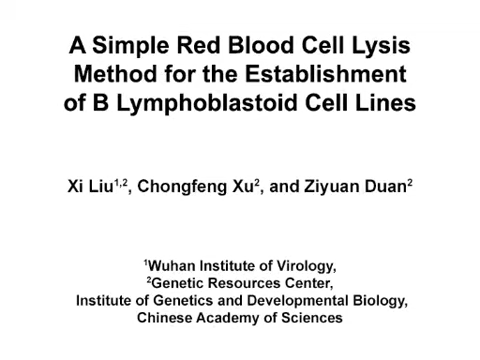 A Simple Red Blood Cell Lysis
Method for the Establishment
of B Lymphoblastoid Cell Lines
Xi Liu¹,², Chongfeng Xu², and Ziyuan Duan²
¹Wuhan Institute of Virology,
²Genetic Resources Center,
Institute of Genetics and Developmental Biology,
Chinese Academy of Sciences